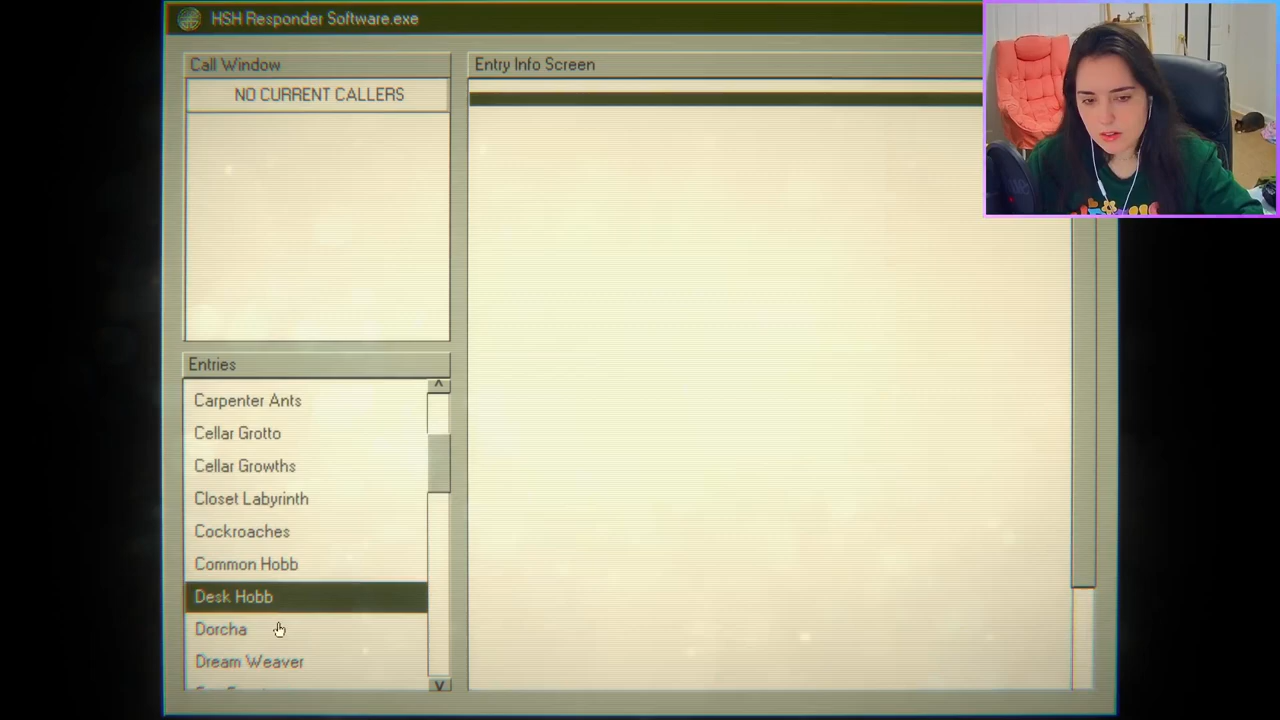 HSH Responder Software.exe
Call Window
NO CURRENT CALLERS
Entry Info Screen
Entries
Carpenter Ants
Cellar Grotto
Cellar Growths
Closet Labyrinth
Cockroaches
Common Hobb
Desk Hobb
Dorcha
Dream Weaver